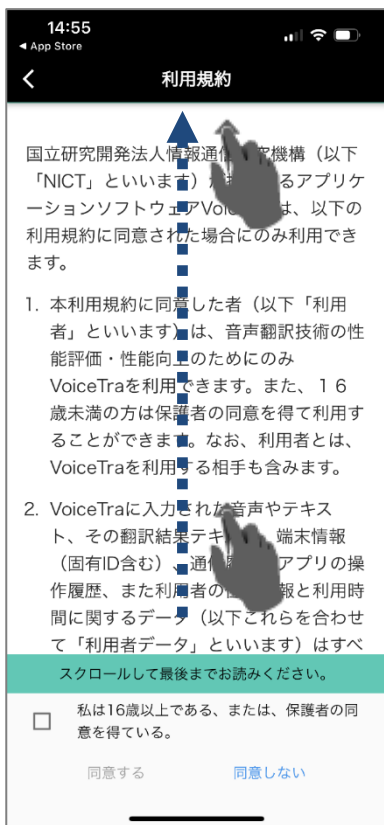 14:55
◀ App Store
利用規約
国立研究開発法人情報通信研究機構（以下
「NICT」といいます） るアプリケ
ーションソフトウェアVoic は、以下の
利用規約に同意された場合にのみ利用でき
ます。
1. 本利用規約に同意した者（以下「利用
者」といいます）は、音声翻訳技術の性
能評価・性能向上のためにのみ
VoiceTraを利用できます。また、１６
歳未満の方は保護者の同意を得て利用す
ることができます。なお、利用者とは、
VoiceTraを利用する相手も含みます。
2. VoiceTraに入力された音声やテキス
ト、その翻訳結果テキ 端末情報
（固有ID含む）、通信 アプリの操
作履歴、また利用者の 報と利用時
間に関するデータ（以下これらを合わせ
て「利用者データ」といいます）はすべ
スクロールして最後までお読みください。
私は16歳以上である、または、保護者の同
意を得ている。
同意する 同意しない